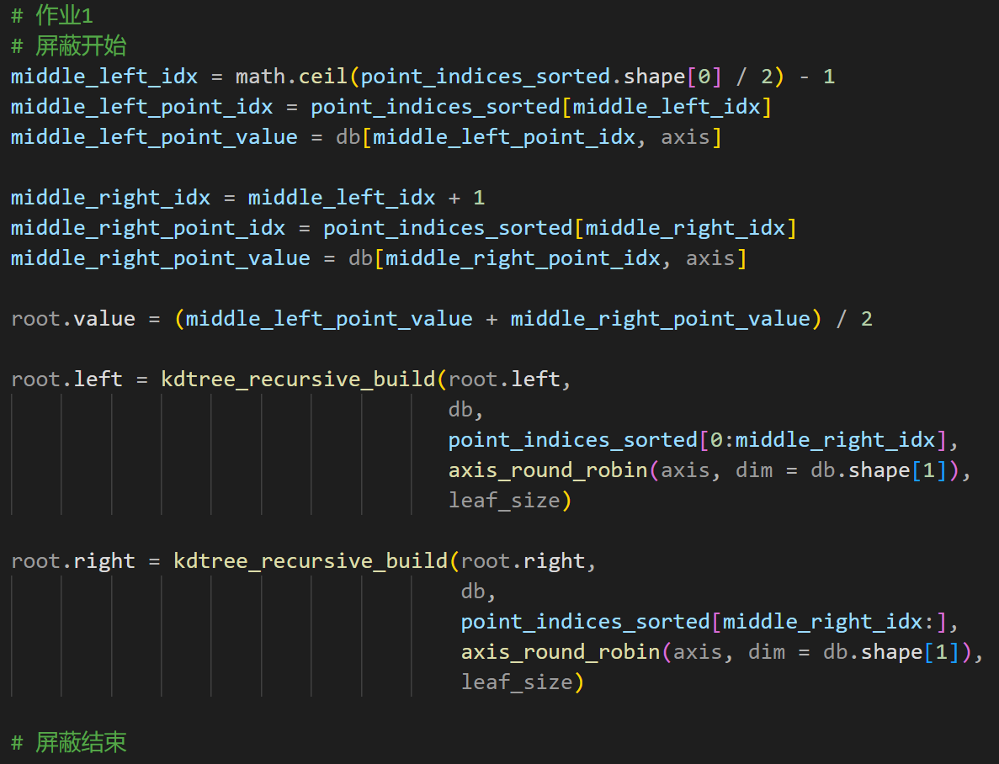 # 作业1
# 屏蔽开始
middle_left_idx = math.ceil(point_indices_sorted.shape[0] / 2) - 1
middle_left_point_idx = point_indices_sorted[middle_left_idx]
middle_left_point_value = db[middle_left_point_idx, axis]
middle_right_idx = middle_left_idx + 1
middle_right_point_idx = point_indices_sorted[middle_right_idx]
middle_right_point_value = db[middle_right_point_idx, axis]
root.value = (middle_left_point_value + middle_right_point_value) / 2
root.left = kdtree_recursive_build(root.left,
db,
point_indices_sorted[0:middle_right_idx],
axis_round_robin(axis, dim = db.shape[1]),
leaf_size)
root.right = kdtree_recursive_build(root.right,
db,
point_indices_sorted[middle_right_idx:],
axis_round_robin(axis, dim = db.shape[1]),
leaf_size)
# 屏蔽结束